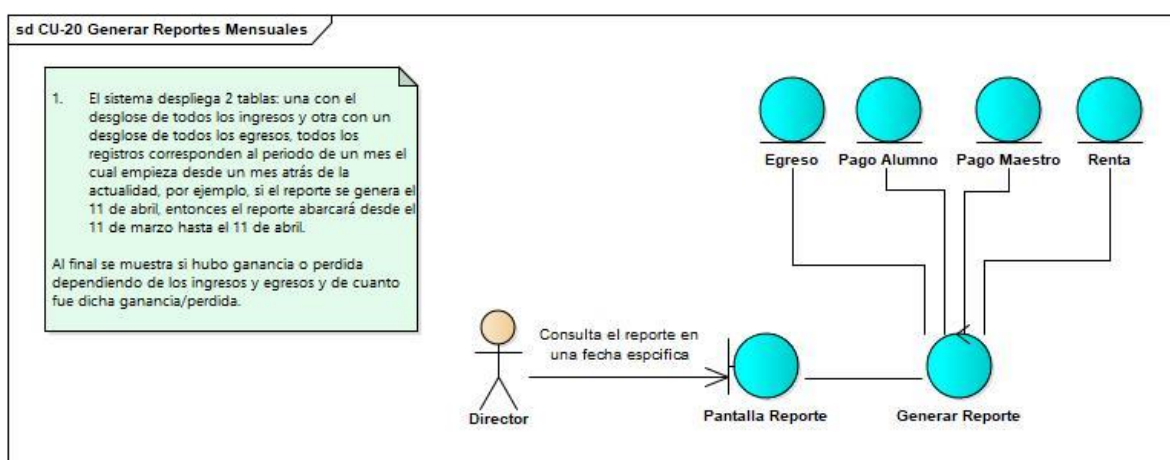 sd CU-20 Generar Reportes Mensuales
1. El sistema despliega 2 tablas: una con el
desglose de todos los ingresos y otra con un
desglose de todos los egresos, todos los
registros corresponden al periodo de un mes el
cual empieza desde un mes atrás de la
actualidad, por ejemplo, si el reporte se genera el
11 de abril, entonces el reporte abarcará desde el
11 de marzo hasta el 11 de abril.
Al final se muestra si hubo ganancia o perdida
dependiendo de los ingresos y egresos y de cuanto
fue dicha ganancia/perdida.
Egreso
Pago Alumno
Pago Maestro
Renta
Consulta el reporte en
una fecha espcifica
Director
Pantalla Reporte
Generar Reporte